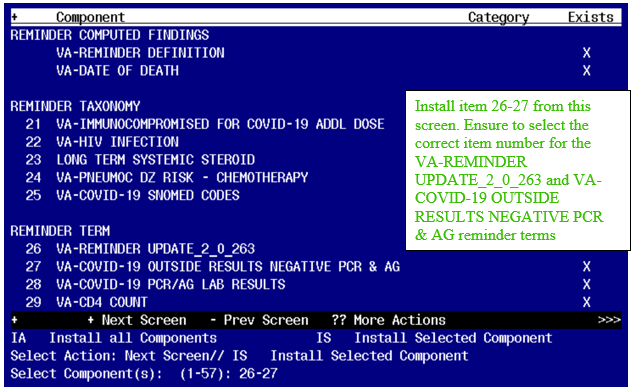 + Component Category Exists
REMINDER COMPUTED FINDINGS
VA-REMINDER DEFINITION X
VA-DATE OF DEATH X
REMINDER TAXONOMY
21 VA-IMMUNOCOMPROMISED FOR COVID-19 ADDL DOSE
22 VA-HIV INFECTION
23 LONG TERM SYSTEMIC STEROID
24 VA-PNEUMOC DZ RISK - CHEMOTHERAPY
25 VA-COVID-19 SNOMED CODES
REMINDER TERM
26 VA-REMINDER UPDATE_2_0_263
27 VA-COVID-19 OUTSIDE RESULTS NEGATIVE PCR & AG X
28 VA-COVID-19 PCR/AG LAB RESULTS X
29 VA-CD4 COUNT X
+ + Next Screen - Prev Screen ?? More Actions >>>
IA Install all Components IS Install Selected Component
Select Action: Next Screen// IS Install Selected Component
Select Component(s): (1-57): 26-27
Install item 26-27 from this
screen. Ensure to select the
correct item number for the
VA-REMINDER
UPDATE_2_0_263 and VA-
COVID-19 OUTSIDE
RESULTS NEGATIVE PCR
& AG reminder terms